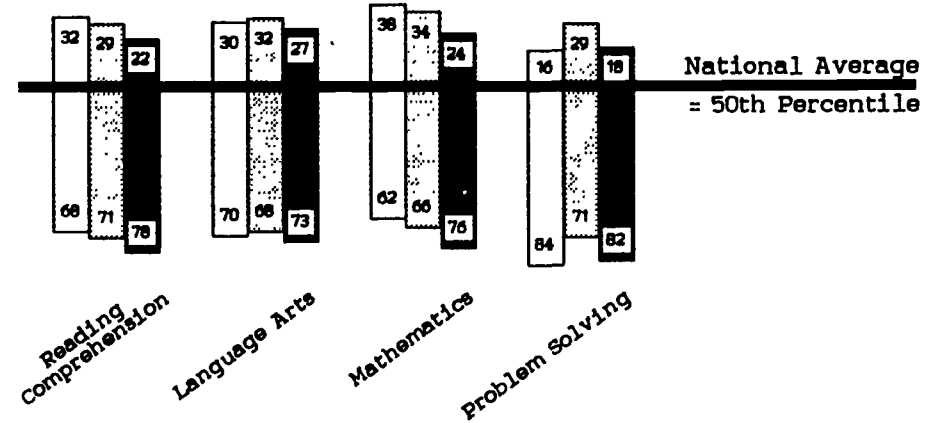 32 29 22
30 32 27
38 34 24
16 29 18
National Average
= 50th Percentile
68 71 78
70 68 73
62 66 76
84 71 82
Reading
Comprehension
Language Arts
Mathematics
Problem Solving